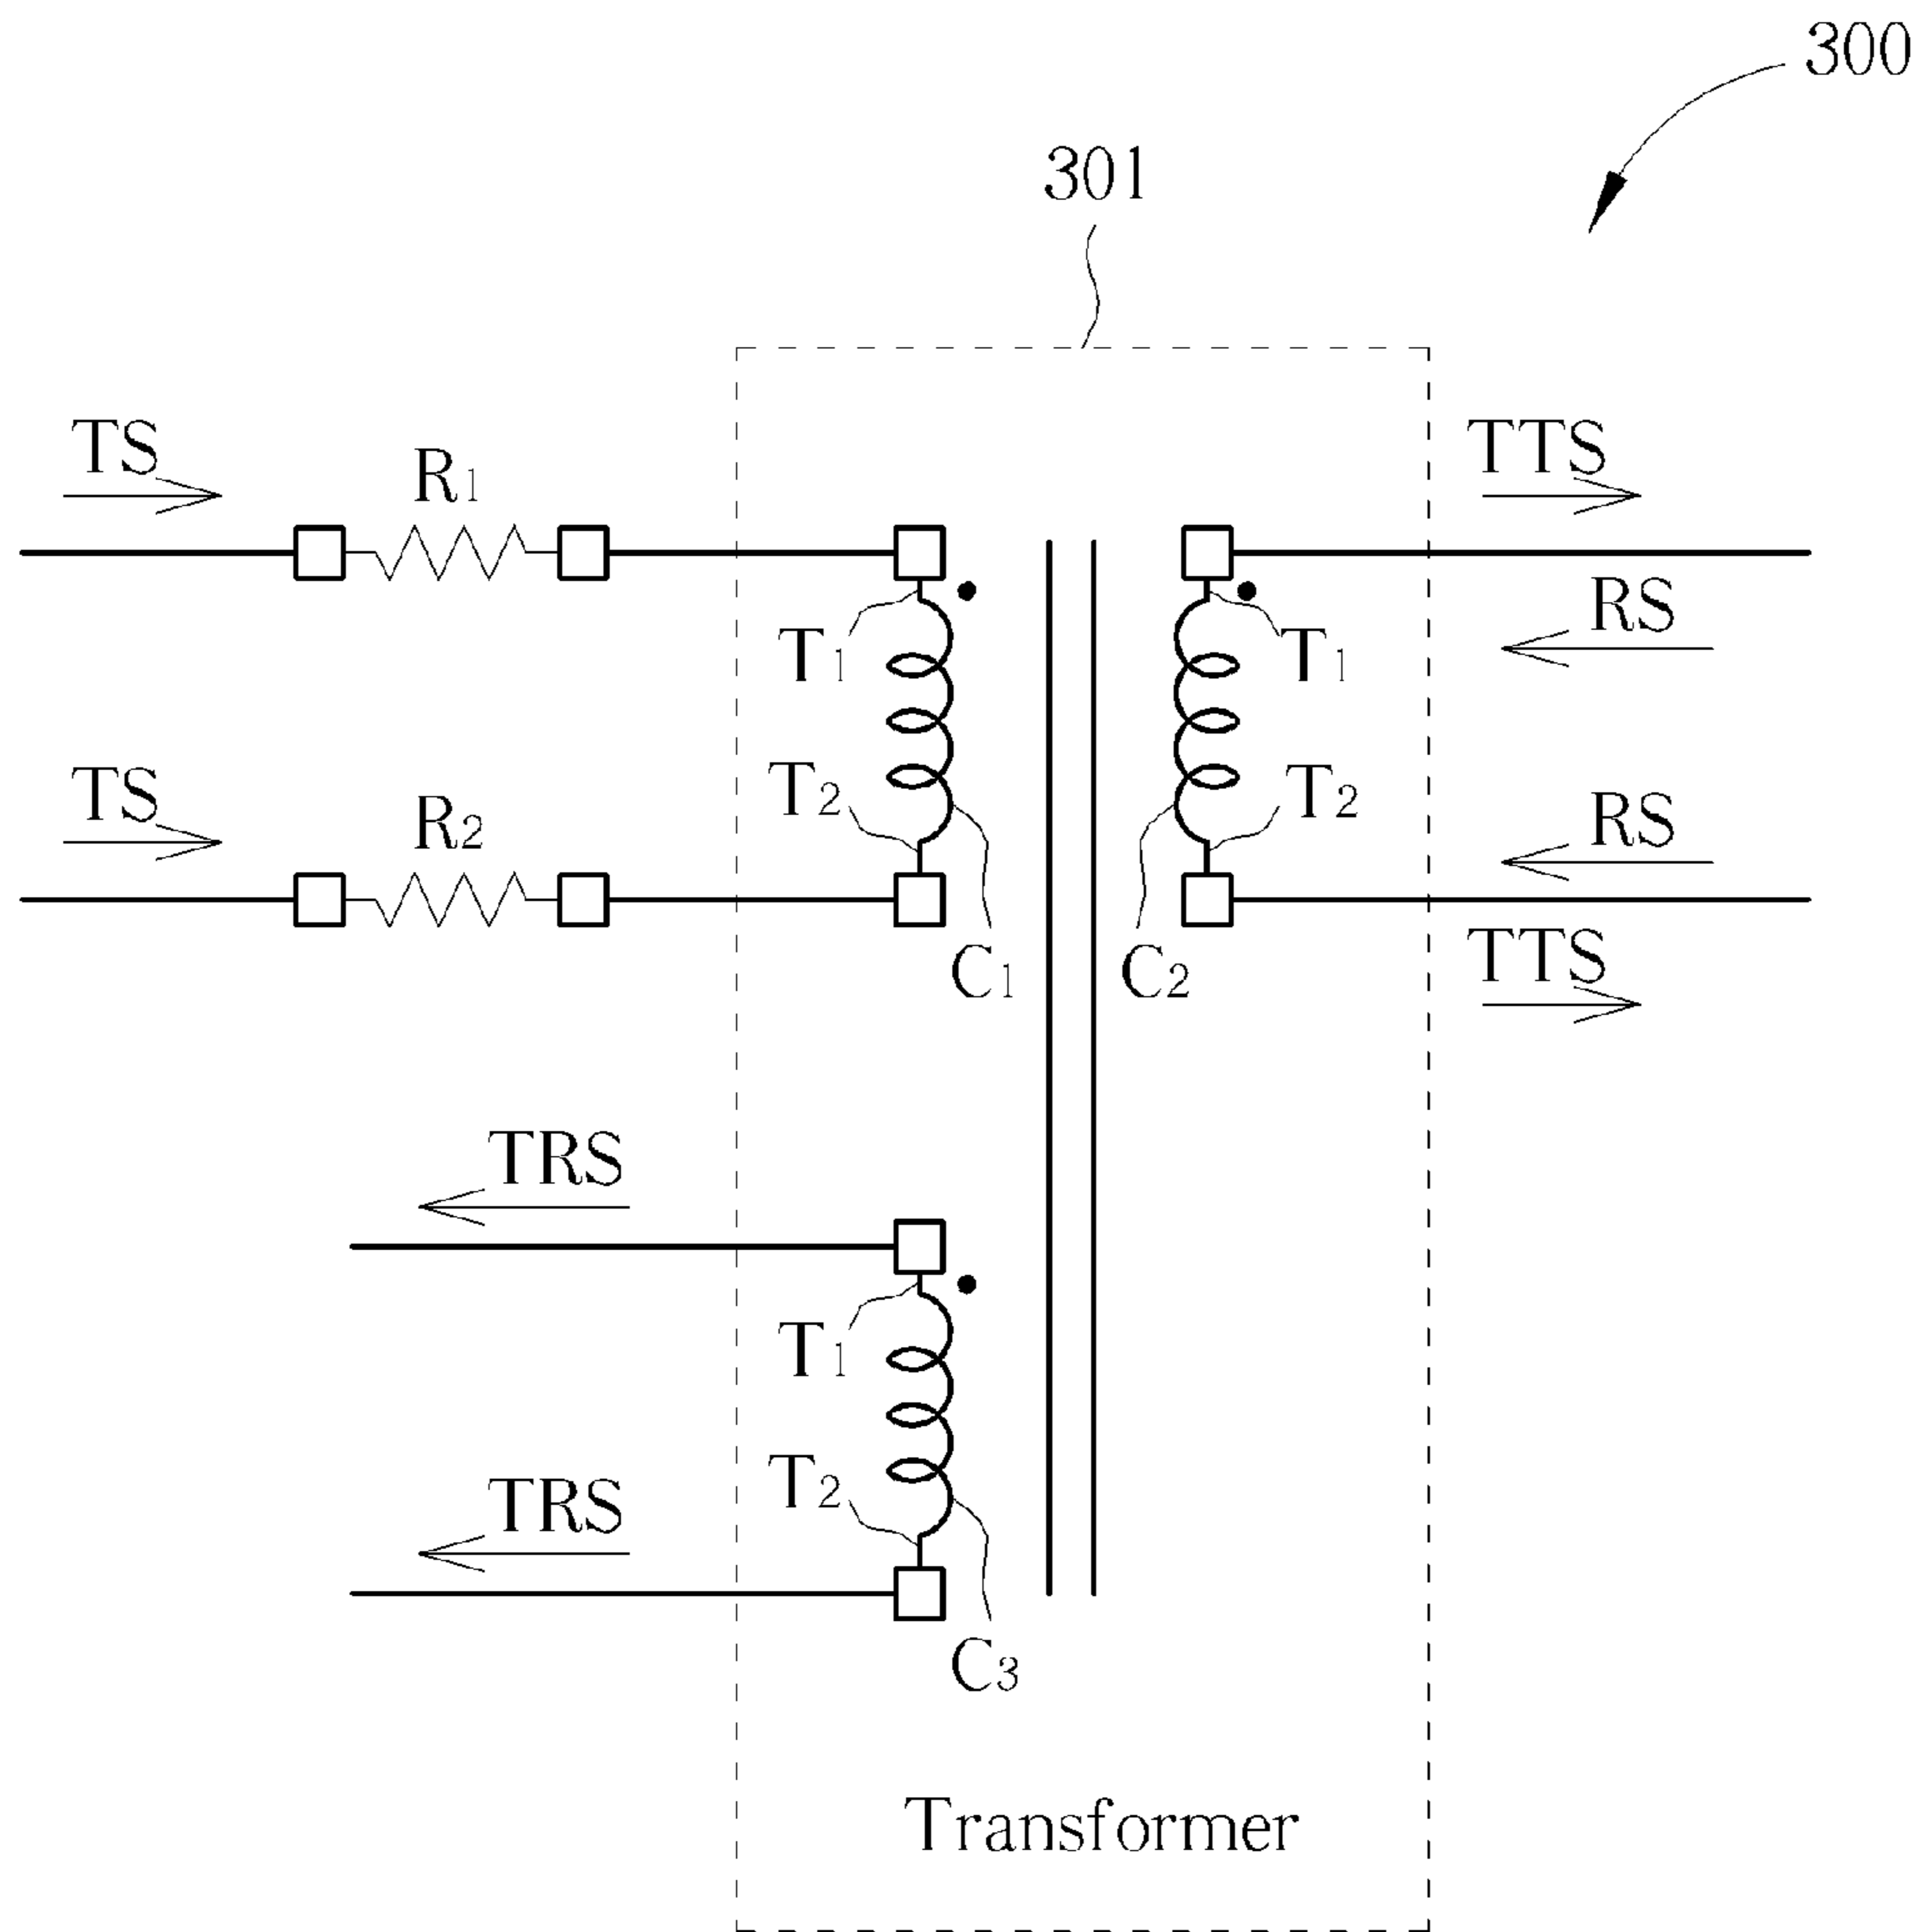 300
301
TS
R1
TTS
RS
T1
T1
TS
R2
T2
T2
RS
C1
C2
TTS
TRS
T1
TRS
T2
C3
Transformer